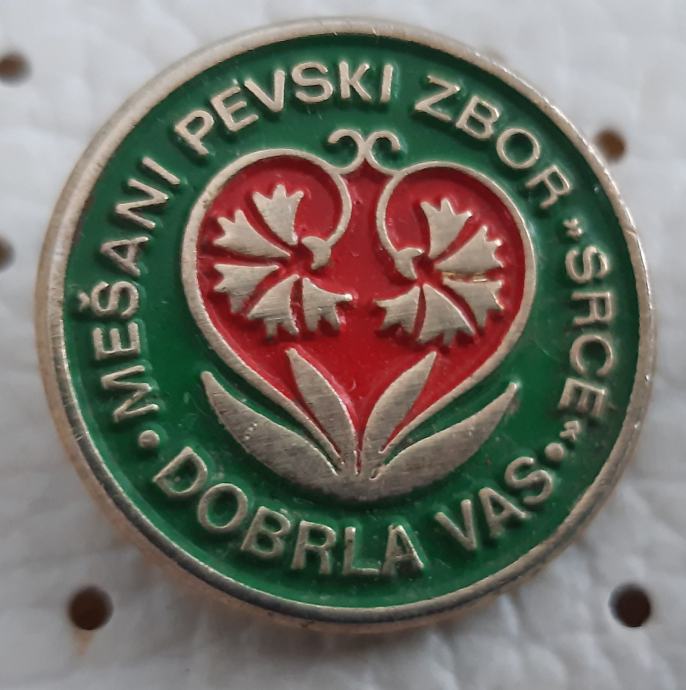 MEŠANI PEVSKI ZBOR »SRCE«
• DOBRLA VAS •